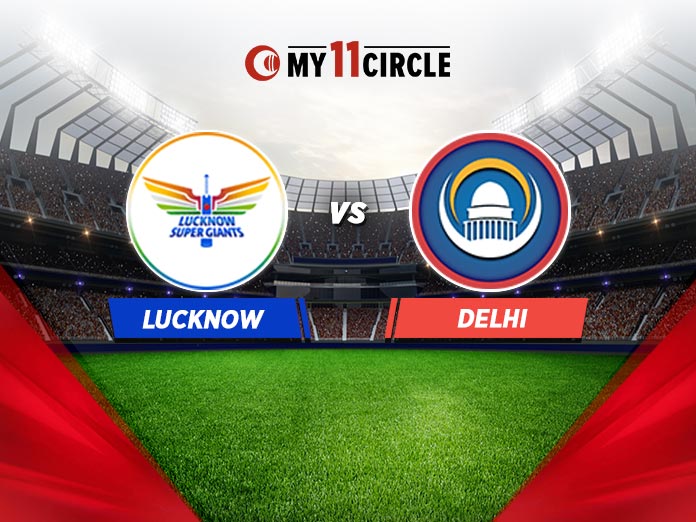 MY11CIRCLE
LUCKNOW
SUPER GIANTS
VS
LUCKNOW
DELHI